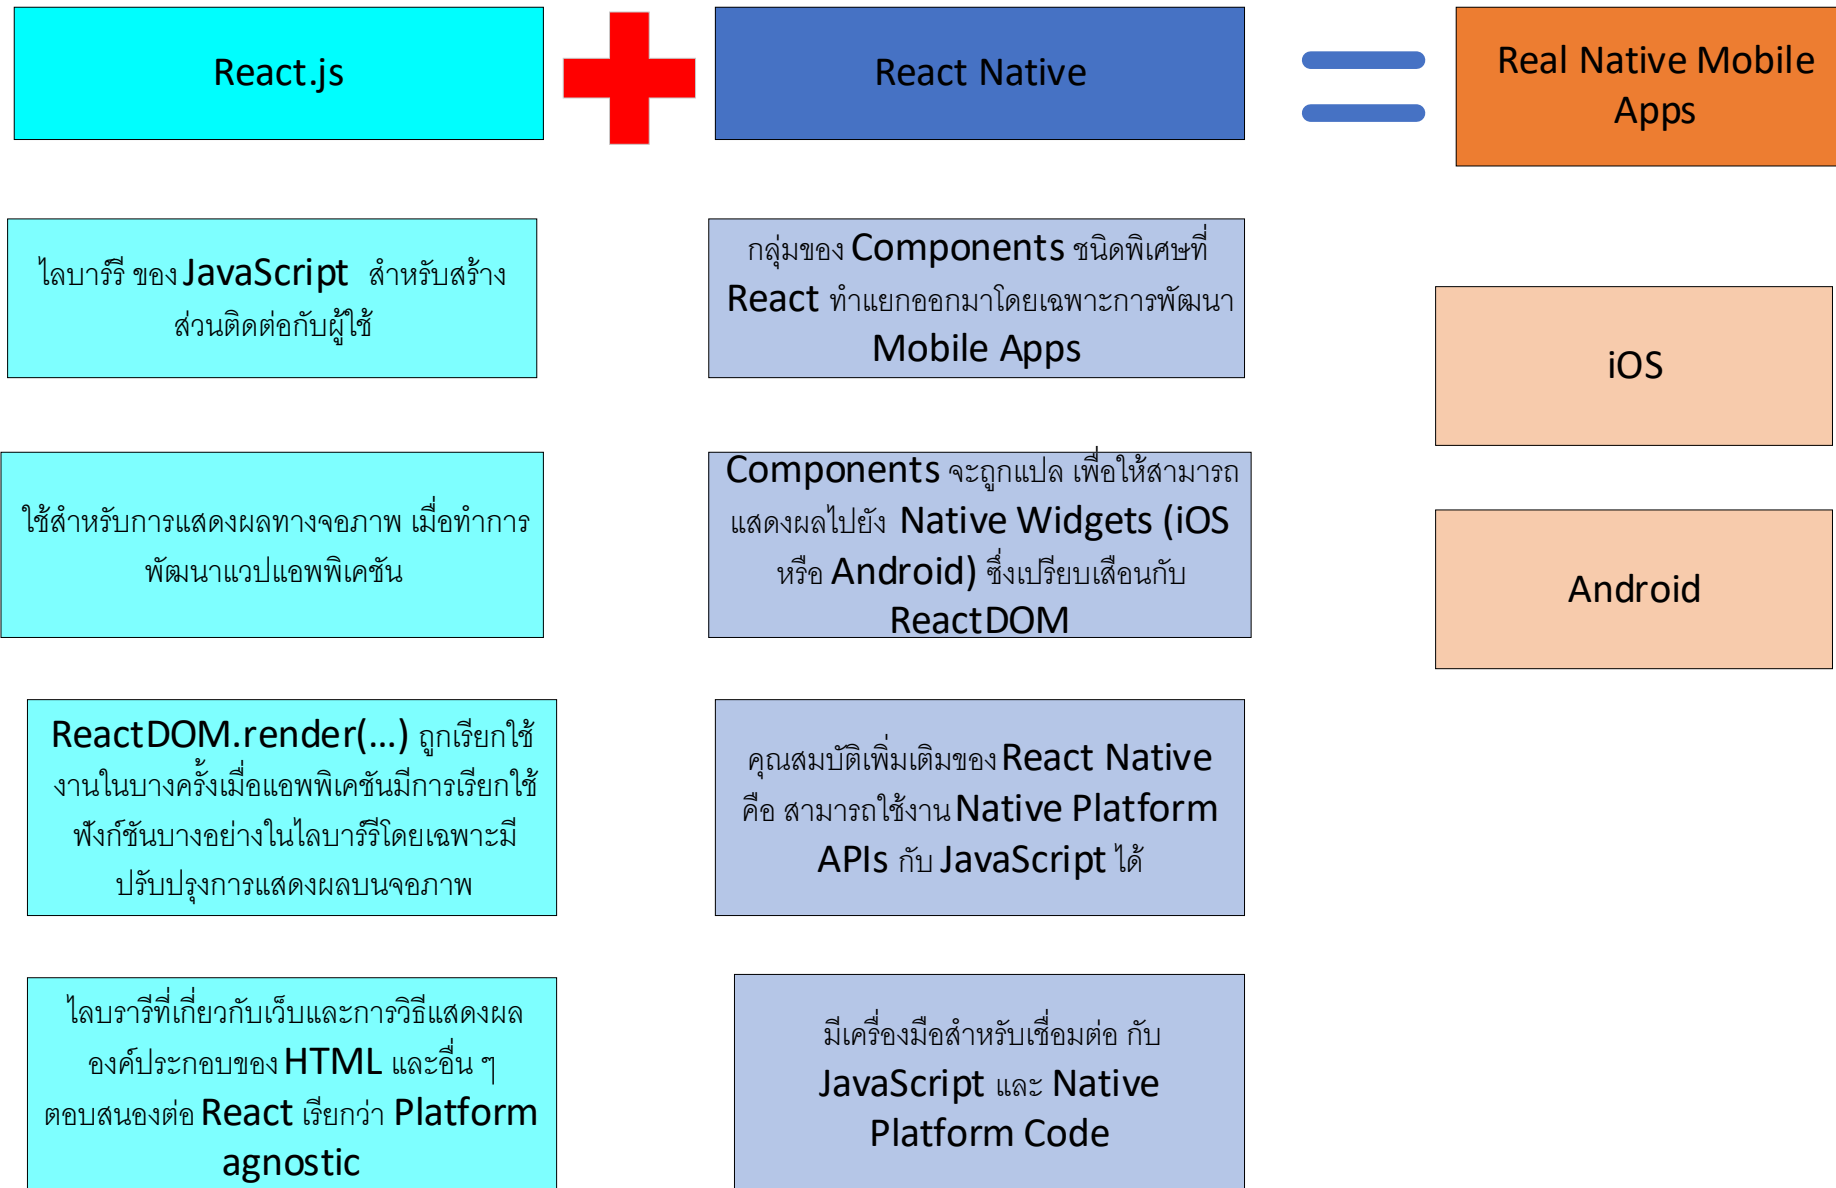 React.js
React Native
Real Native Mobile
Apps
ไลบาร์รี ของ JavaScript สำหรับสร้าง
ส่วนติดต่อกับผู้ใช้
ใช้สำหรับการแสดงผลทางจอภาพ เมื่อทำการ
พัฒนาแวปแอพพิเคชัน
ReactDOM.render(...) ถูกเรียกใช้
งานในบางครั้งเมื่อแอพพิเคชันมีการเรียกใช้
ฟังก์ชันบางอย่างในไลบาร์รีโดยเฉพาะมี
ปรับปรุงการแสดงผลบนจอภาพ
ไลบรารีที่เกี่ยวกับเว็บและการวิธีแสดงผล
องค์ประกอบของ HTML และอื่น ๆ
ตอบสนองต่อ React เรียกว่า Platform
agnostic
กลุ่มของ Components ชนิดพิเศษที่
React ทำแยกออกมาโดยเฉพาะการพัฒนา
Mobile Apps
Components จะถูกแปล เพื่อให้สามารถ
แสดงผลไปยัง Native Widgets (iOS
หรือ Android) ซึ่งเปรียบเสือนกับ
ReactDOM
คุณสมบัติเพิ่มเติมของ React Native
คือ สามารถใช้งาน Native Platform
APIs กับ JavaScript ได้
มีเครื่องมือสำหรับเชื่อมต่อ กับ
JavaScript และ Native
Platform Code
iOS
Android